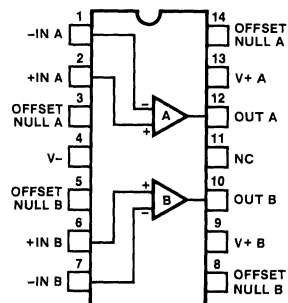 1
−IN A
2
+IN A
3
OFFSET
NULL A
4
V−
5
OFFSET
NULL B
6
+IN B
7
−IN B
−
A
+
+
B
−
14
OFFSET
NULL A
13
V+ A
12
OUT A
11
NC
10
OUT B
9
V+ B
8
OFFSET
NULL B